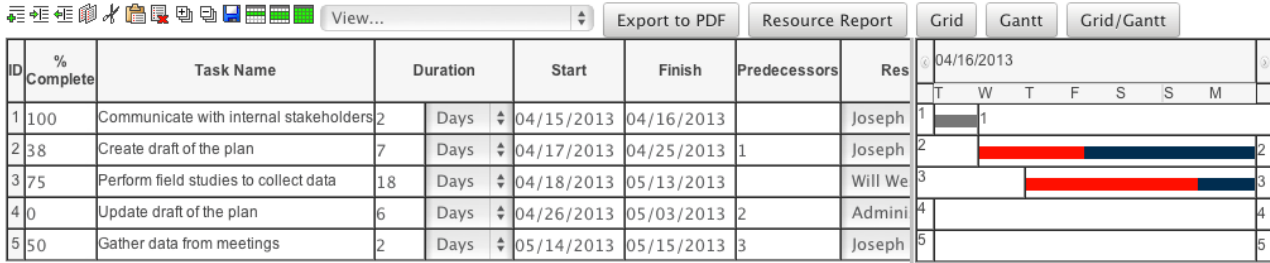 View... Export to PDF Resource Report Grid Gantt Grid/Gantt
ID % Complete Task Name Duration Start Finish Predecessors Res 04/16/2013
T W T F S S M
1 100 Communicate with internal stakeholders 2 Days 04/15/2013 04/16/2013 Joseph 1 1
2 38 Create draft of the plan 7 Days 04/17/2013 04/25/2013 1 Joseph 2 2
3 75 Perform field studies to collect data 18 Days 04/18/2013 05/13/2013 Will We 3 3
4 0 Update draft of the plan 6 Days 04/26/2013 05/03/2013 2 Admini 4 4
5 50 Gather data from meetings 2 Days 05/14/2013 05/15/2013 3 Joseph 5 5